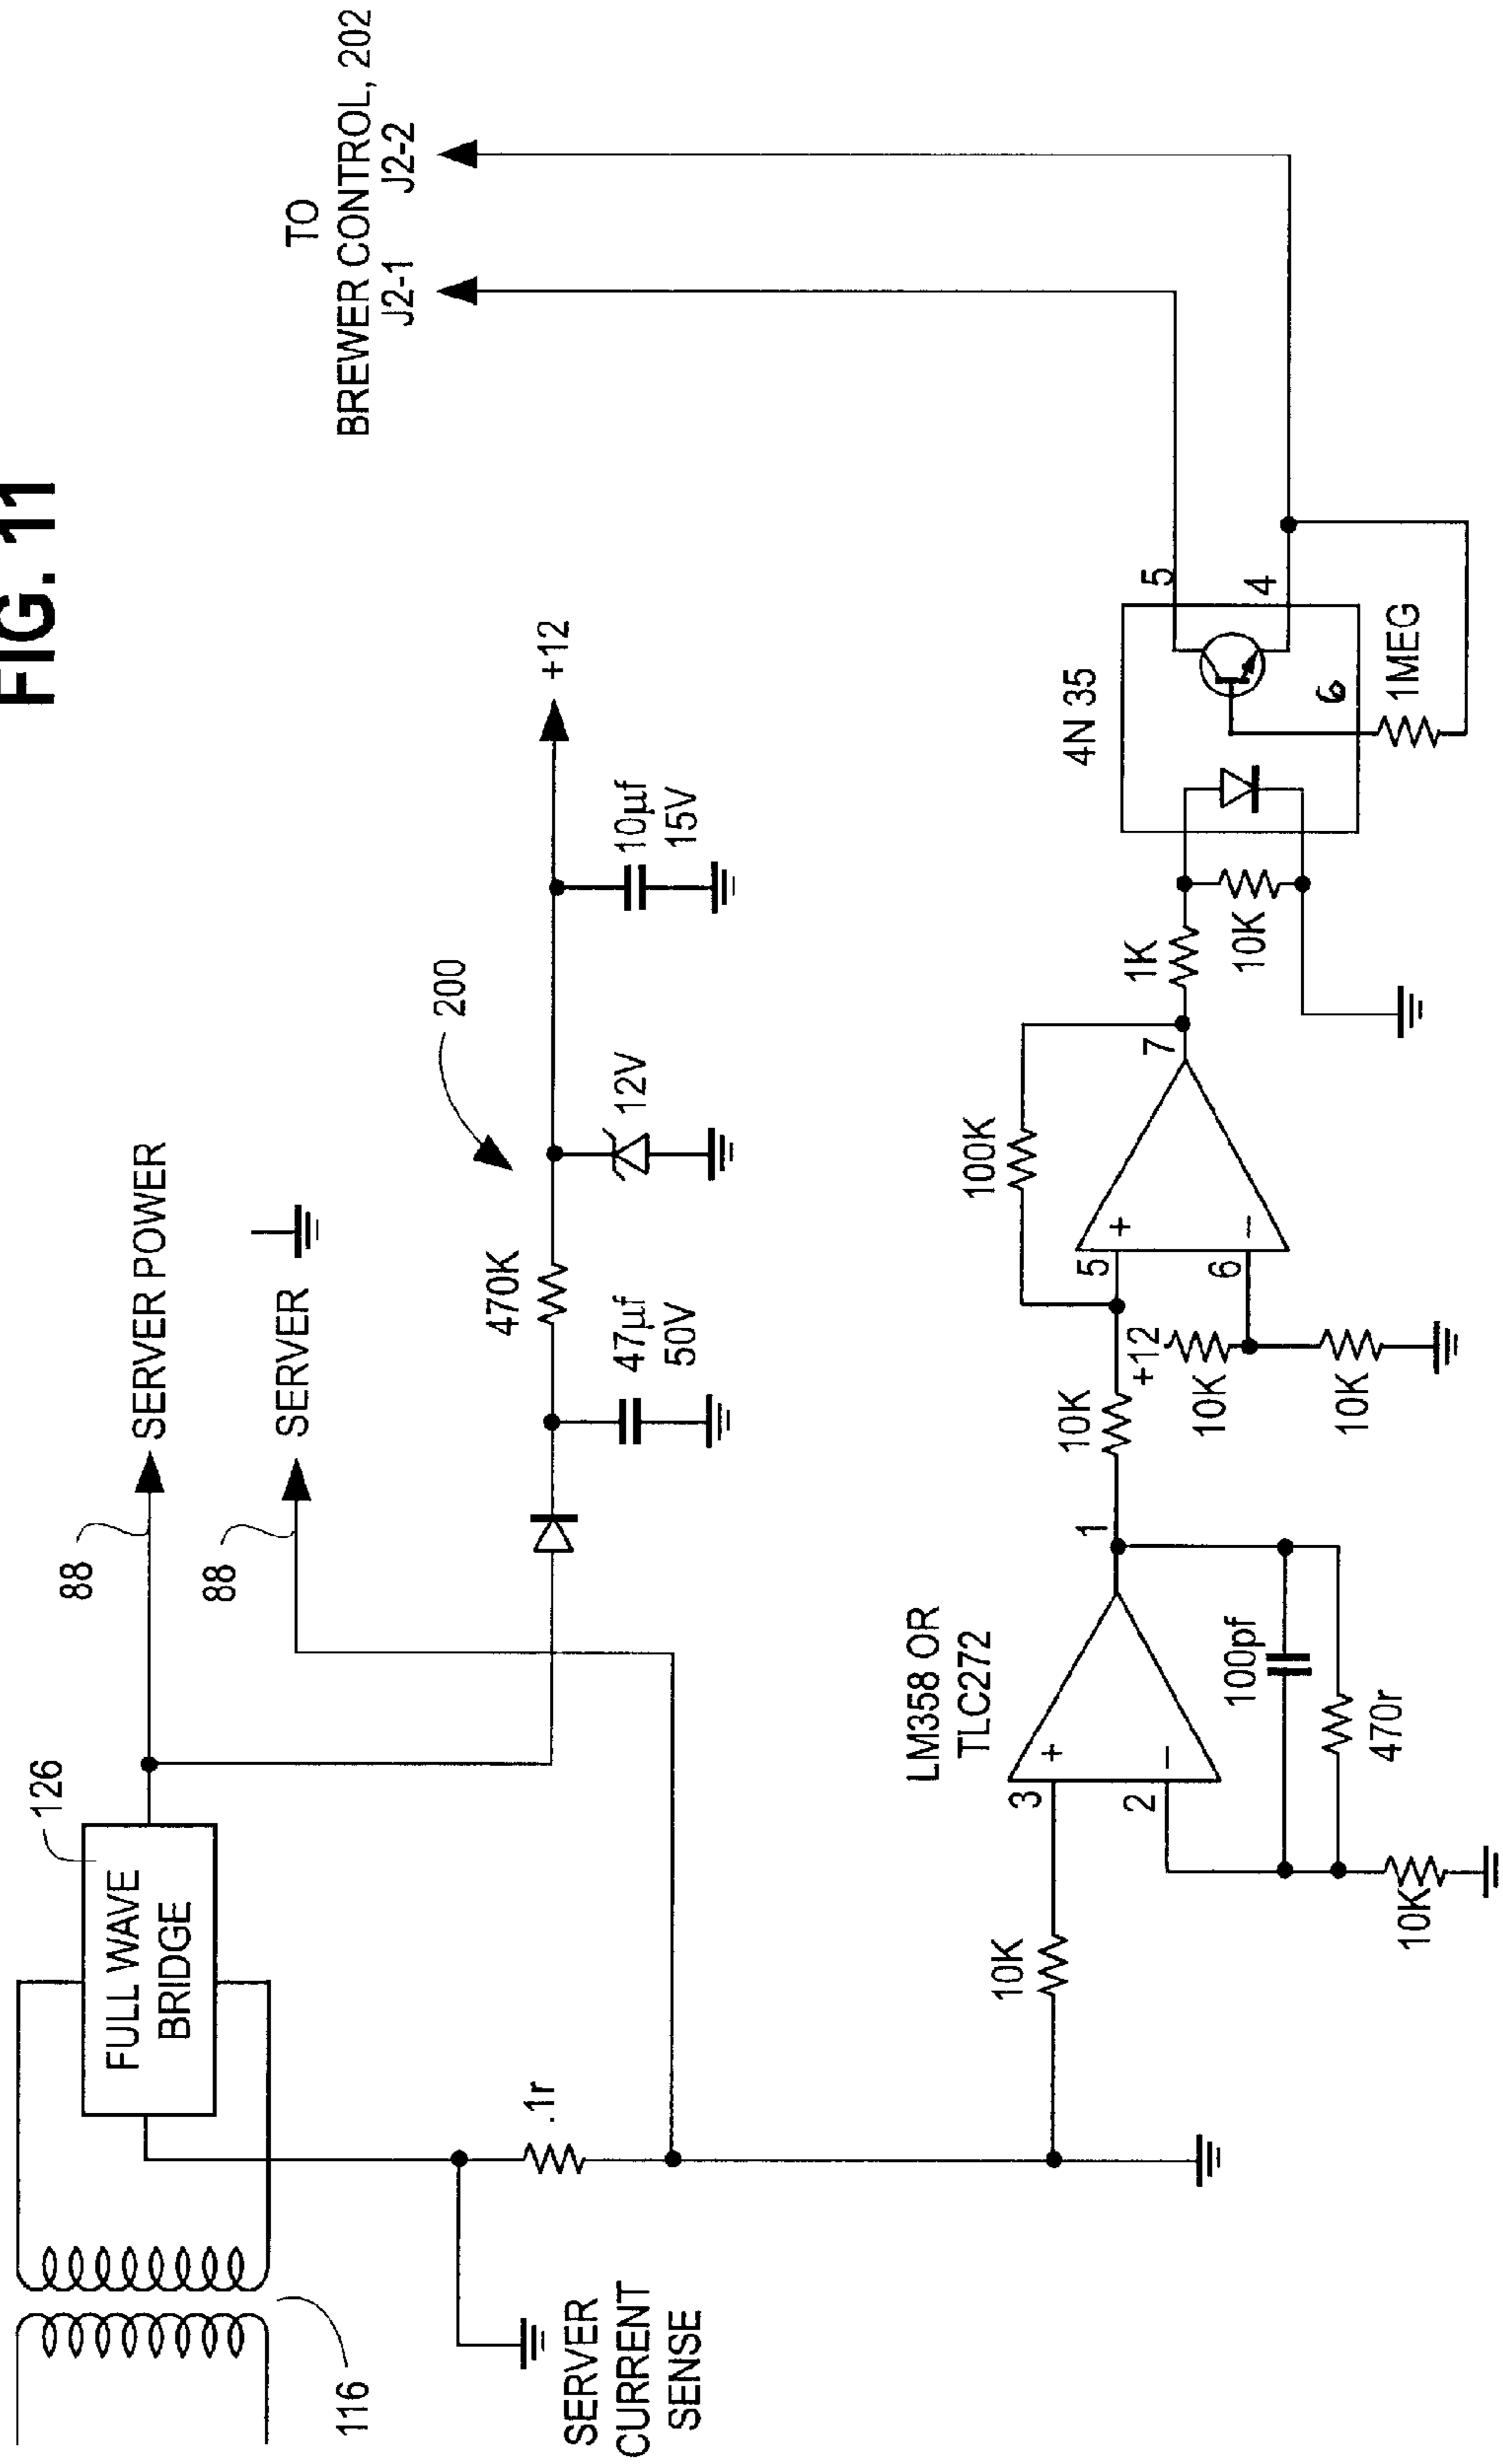 FIG. 11
TO
BREWER CONTROL, 202
J2-1 J2-2
116
FULL WAVE
BRIDGE
126
88
SERVER POWER
88
SERVER
SERVER
CURRENT
SENSE
.1r
47µf
50V
470K
200
12V
10µf
15V
+12
10K
LM358 OR
TLC272
3
+
2
−
1
100pf
470r
10K
10K
+12
10K
10K
5
+
6
−
7
100K
1K
10K
4N 35
5
4
6
1MEG